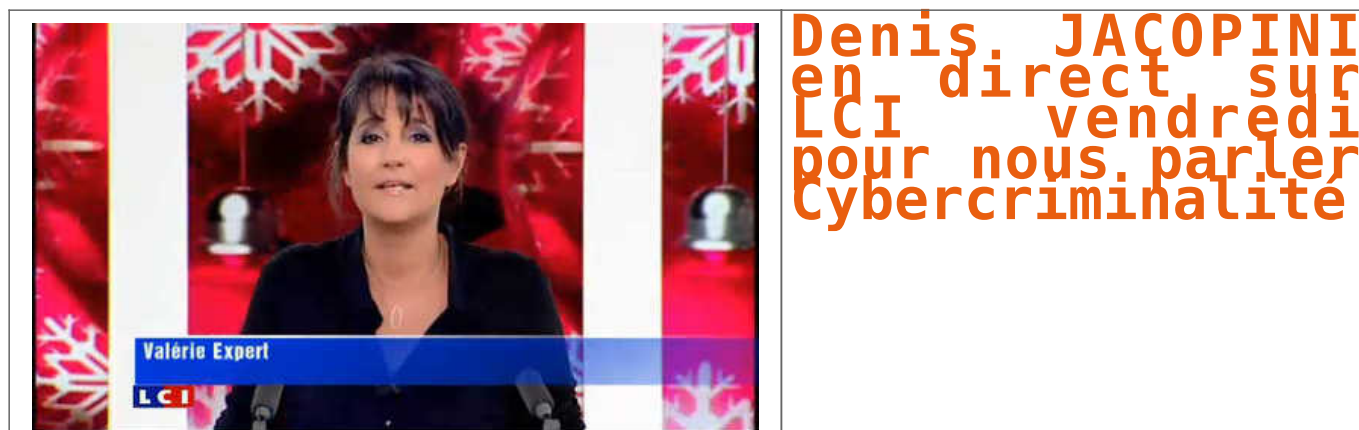 Valérie Expert
LCI
Denis JACOPINI
en direct sur
LCI vendredi
pour nous parler
Cybercriminalité